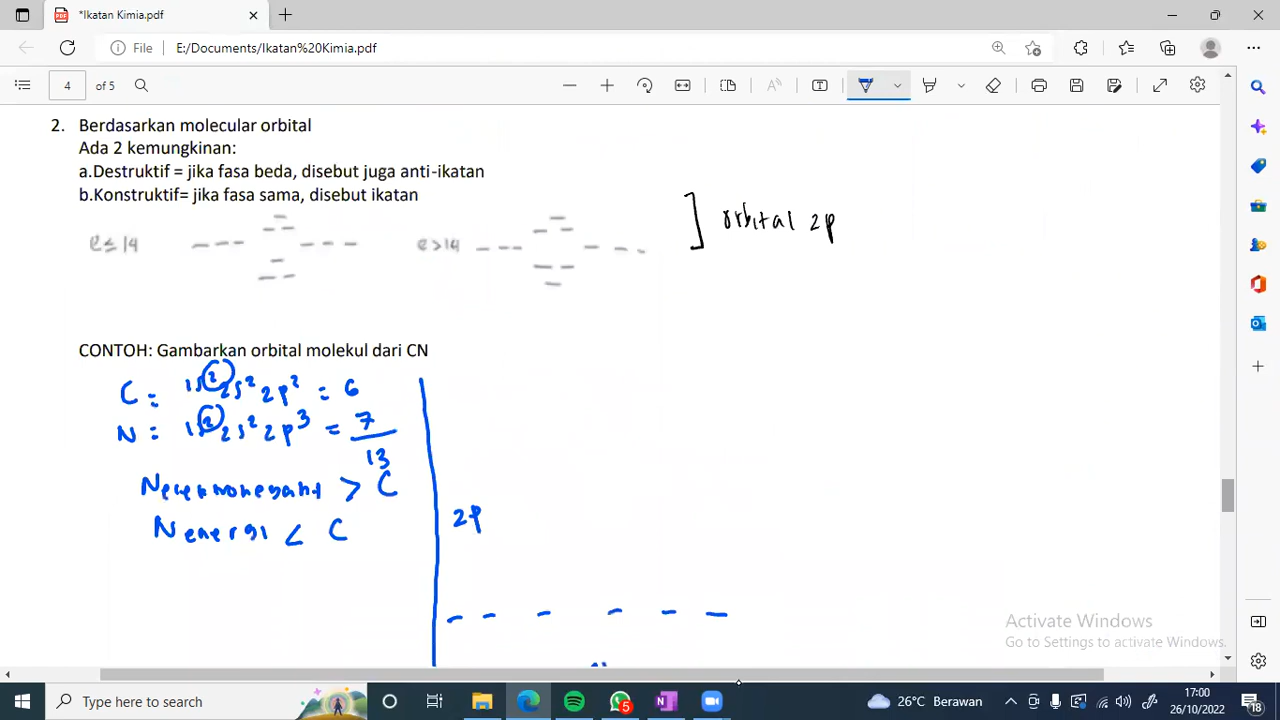 *Ikatan Kimia.pdf
File E:/Documents/Ikatan%20Kimia.pdf
4 of 5
2. Berdasarkan molecular orbital
Ada 2 kemungkinan:
a.Destruktif = jika fasa beda, disebut juga anti-ikatan
b.Konstruktif= jika fasa sama, disebut ikatan
] orbital 2p
e ≤ 14
e > 14
CONTOH: Gambarkan orbital molekul dari CN
C = 1s² 2s² 2p² = 6
N = 1s² 2s² 2p³ = 7
13
N > C
N energi < C
2p
Activate Windows
Go to Settings to activate Windows.
Type here to search
5
26°C Berawan
17:00
26/10/2022
18